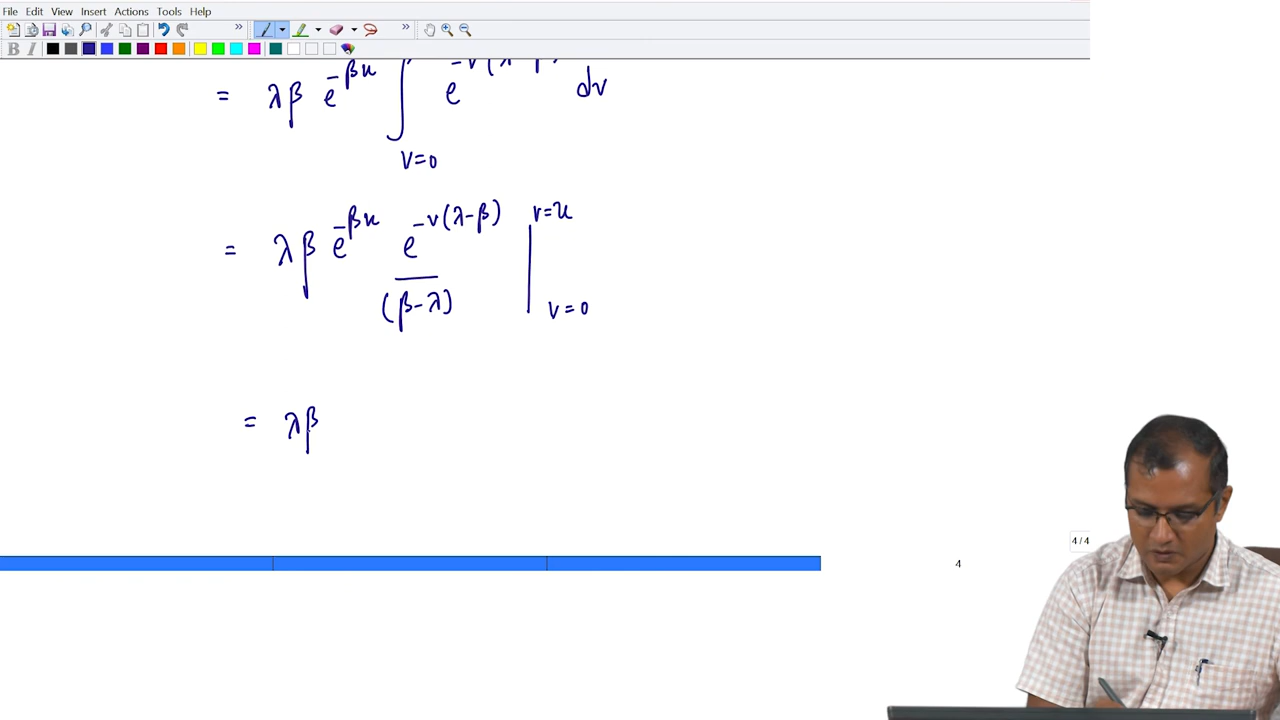 File Edit View Insert Actions Tools Help
» »
B I
= λβ e^{-βu} ∫_{v=0} e^{-v(λ-β)} dv
= λβ e^{-βu} e^{-v(λ-β)} / (β-λ) |_{v=0}^{v=u}
= λβ
4 / 4
4